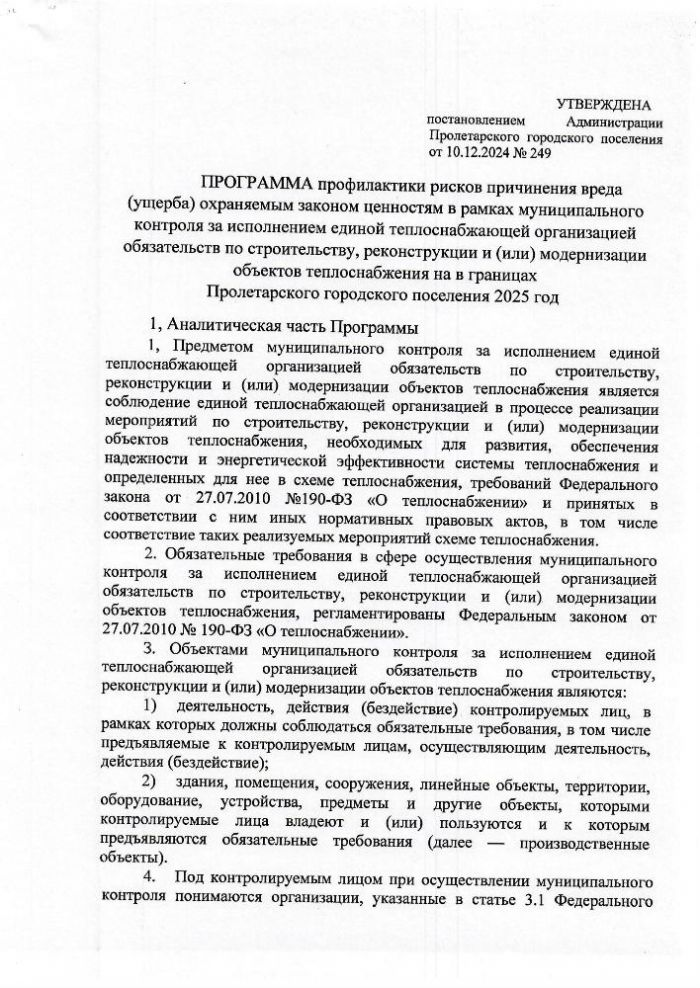 УТВЕРЖДЕНА
постановлением Администрации
Пролетарского городского поселения
от 10.12.2024 № 249
ПРОГРАММА профилактики рисков причинения вреда
(ущерба) охраняемым законом ценностям в рамках муниципального
контроля за исполнением единой теплоснабжающей организацией
обязательств по строительству, реконструкции и (или) модернизации
объектов теплоснабжения на в границах
Пролетарского городского поселения 2025 год
1, Аналитическая часть Программы
1, Предметом муниципального контроля за исполнением единой
теплоснабжающей организацией обязательств по строительству,
реконструкции и (или) модернизации объектов теплоснабжения является
соблюдение единой теплоснабжающей организацией в процессе реализации
мероприятий по строительству, реконструкции и (или) модернизации
объектов теплоснабжения, необходимых для развития, обеспечения
надежности и энергетической эффективности системы теплоснабжения и
определенных для нее в схеме теплоснабжения, требований Федерального
закона от 27.07.2010 №190-ФЗ «О теплоснабжении» и принятых в
соответствии с ним иных нормативных правовых актов, в том числе
соответствие таких реализуемых мероприятий схеме теплоснабжения.
2. Обязательные требования в сфере осуществления муниципального
контроля за исполнением единой теплоснабжающей организацией
обязательств по строительству, реконструкции и (или) модернизации
объектов теплоснабжения, регламентированы Федеральным законом от
27.07.2010 № 190-ФЗ «О теплоснабжении».
3. Объектами муниципального контроля за исполнением единой
теплоснабжающей организацией обязательств по строительству,
реконструкции и (или) модернизации объектов теплоснабжения являются:
1) деятельность, действия (бездействие) контролируемых лиц, в
рамках которых должны соблюдаться обязательные требования, в том числе
предъявляемые к контролируемым лицам, осуществляющим деятельность,
действия (бездействие);
2) здания, помещения, сооружения, линейные объекты, территории,
оборудование, устройства, предметы и другие объекты, которыми
контролируемые лица владеют и (или) пользуются и к которым
предъявляются обязательные требования (далее — производственные
объекты).
4. Под контролируемым лицом при осуществлении муниципального
контроля понимаются организации, указанные в статье 3.1 Федерального